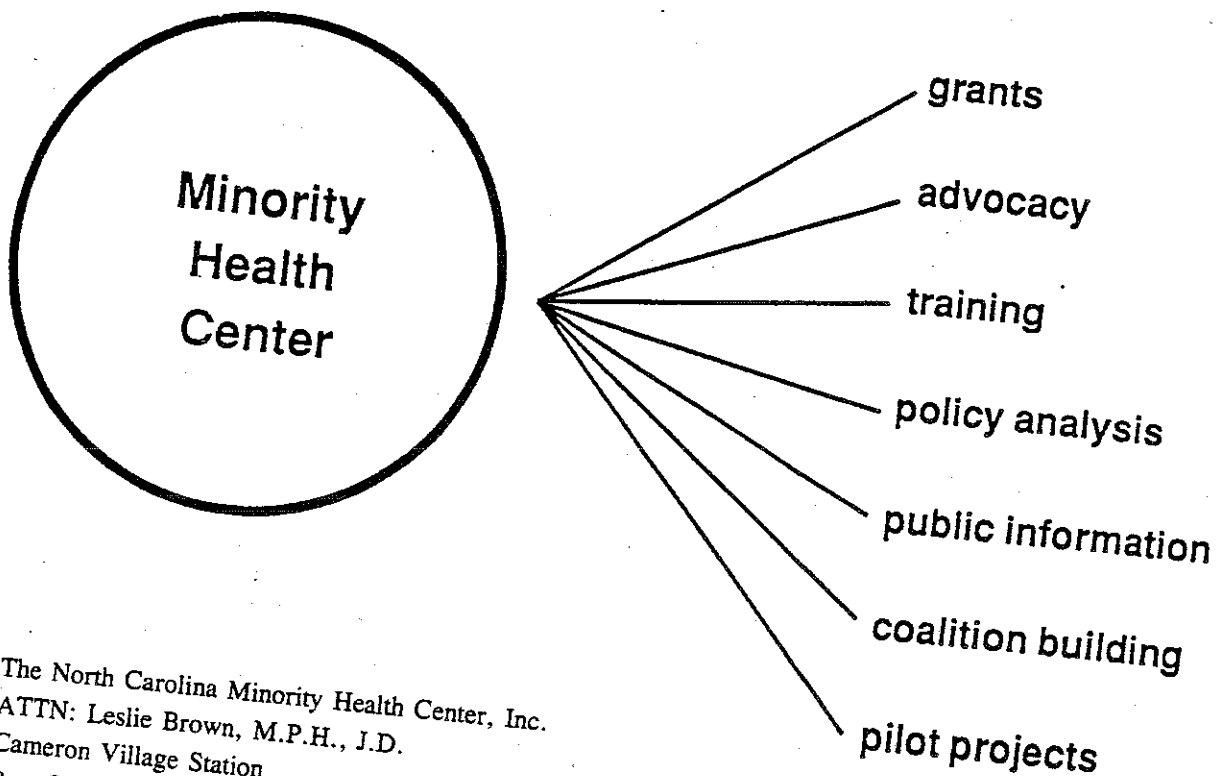 Minority
Health
Center
grants
advocacy
training
policy analysis
public information
coalition building
pilot projects
The North Carolina Minority Health Center, Inc.
ATTN: Leslie Brown, M.P.H., J.D.
Cameron Village Station